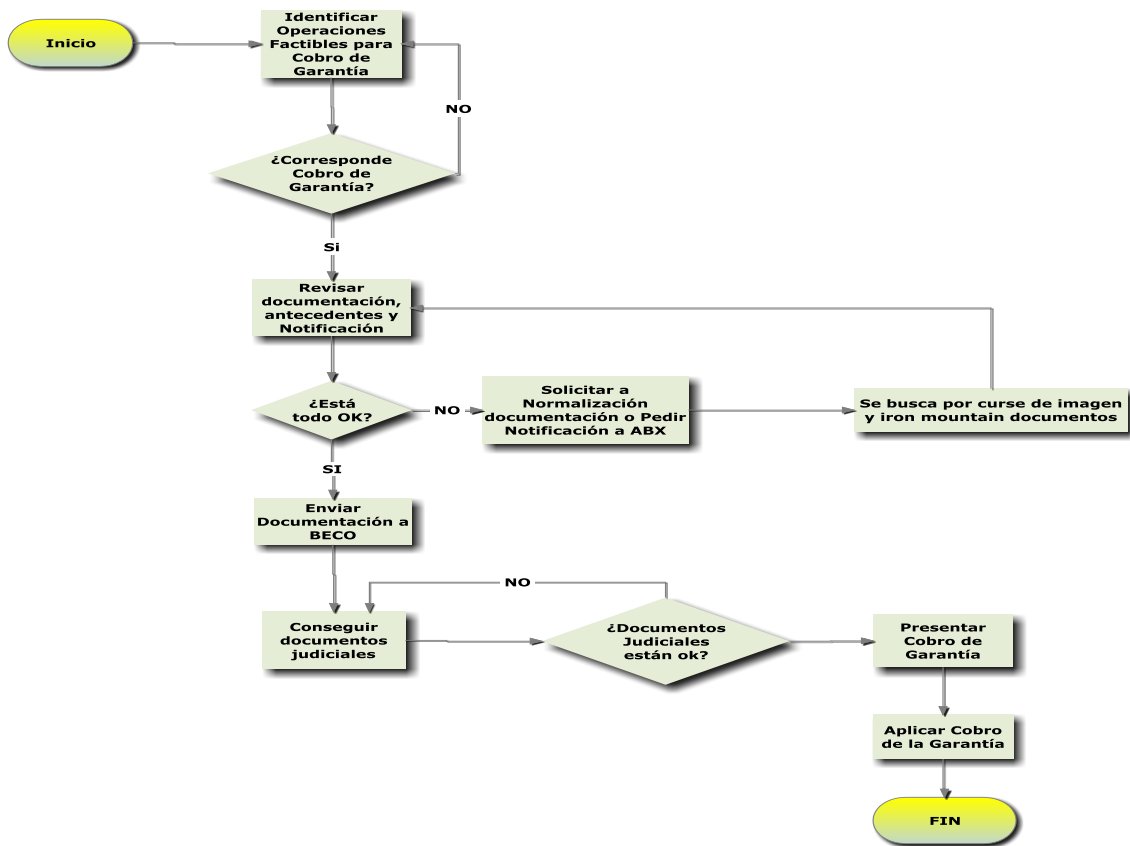 Inicio
Identificar
Operaciones
Factibles para
Cobro de
Garantía
NO
¿Corresponde
Cobro de
Garantía?
Si
Revisar
documentación,
antecedentes y
Notificación
¿Está
todo OK?
NO
Solicitar a
Normalización
documentación o Pedir
Notificación a ABX
Se busca por curse de imagen
y iron mountain documentos
SI
Enviar
Documentación a
BECO
NO
Conseguir
documentos
judiciales
¿Documentos
Judiciales
están ok?
Presentar
Cobro de
Garantía
Aplicar Cobro
de la Garantía
FIN